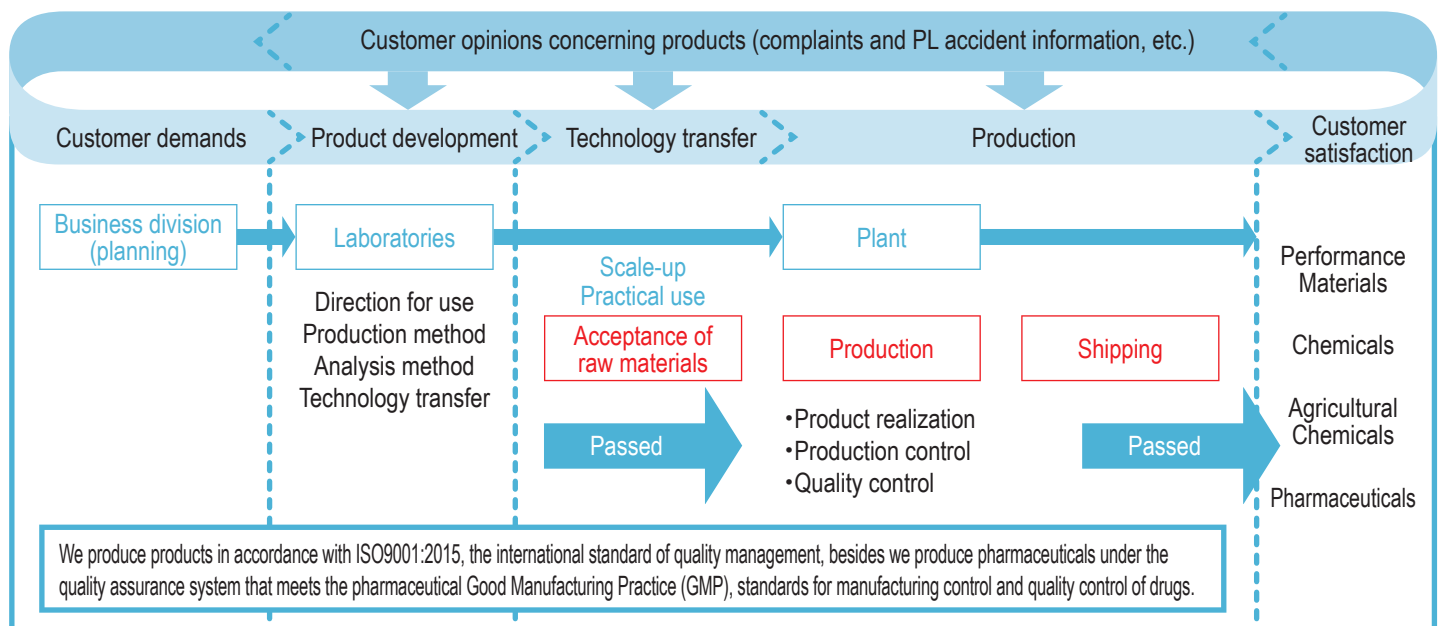 Customer opinions concerning products (complaints and PL accident information, etc.)
Customer demands
Product development
Technology transfer
Production
Customer
satisfaction
Business division
(planning)
Laboratories
Plant
Direction for use
Production method
Analysis method
Technology transfer
Scale-up
Practical use
Acceptance of
raw materials
Production
Shipping
Passed
・Product realization
・Production control
・Quality control
Passed
Performance
Materials
Chemicals
Agricultural
Chemicals
Pharmaceuticals
We produce products in accordance with ISO9001:2015, the international standard of quality management, besides we produce pharmaceuticals under the
quality assurance system that meets the pharmaceutical Good Manufacturing Practice (GMP), standards for manufacturing control and quality control of drugs.